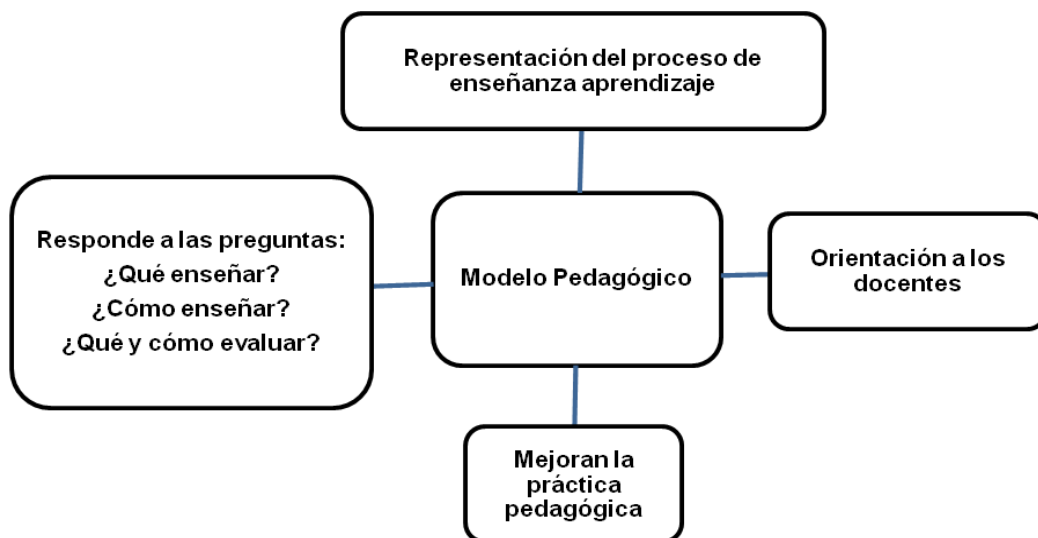 Representación del proceso de
enseñanza aprendizaje
Responde a las preguntas:
¿Qué enseñar?
¿Cómo enseñar?
¿Qué y cómo evaluar?
Modelo Pedagógico
Orientación a los
docentes
Mejoran la
práctica
pedagógica